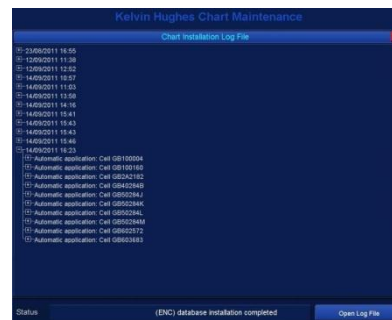 Kelvin Hughes Chart Maintenance
Chart Installation Log File
23/08/2011 16:55
12/09/2011 11:38
12/09/2011 12:52
14/09/2011 10:57
14/09/2011 11:03
14/09/2011 13:58
14/09/2011 14:16
14/09/2011 15:41
14/09/2011 15:43
14/09/2011 15:43
14/09/2011 15:46
14/09/2011 16:23
Automatic application: Cell GB100004
Automatic application: Cell GB100160
Automatic application: Cell GB2A2182
Automatic application: Cell GB40284B
Automatic application: Cell GB50284J
Automatic application: Cell GB50284K
Automatic application: Cell GB50284L
Automatic application: Cell GB50284M
Automatic application: Cell GB602572
Automatic application: Cell GB603683
Status
(ENC) database installation completed
Open Log File